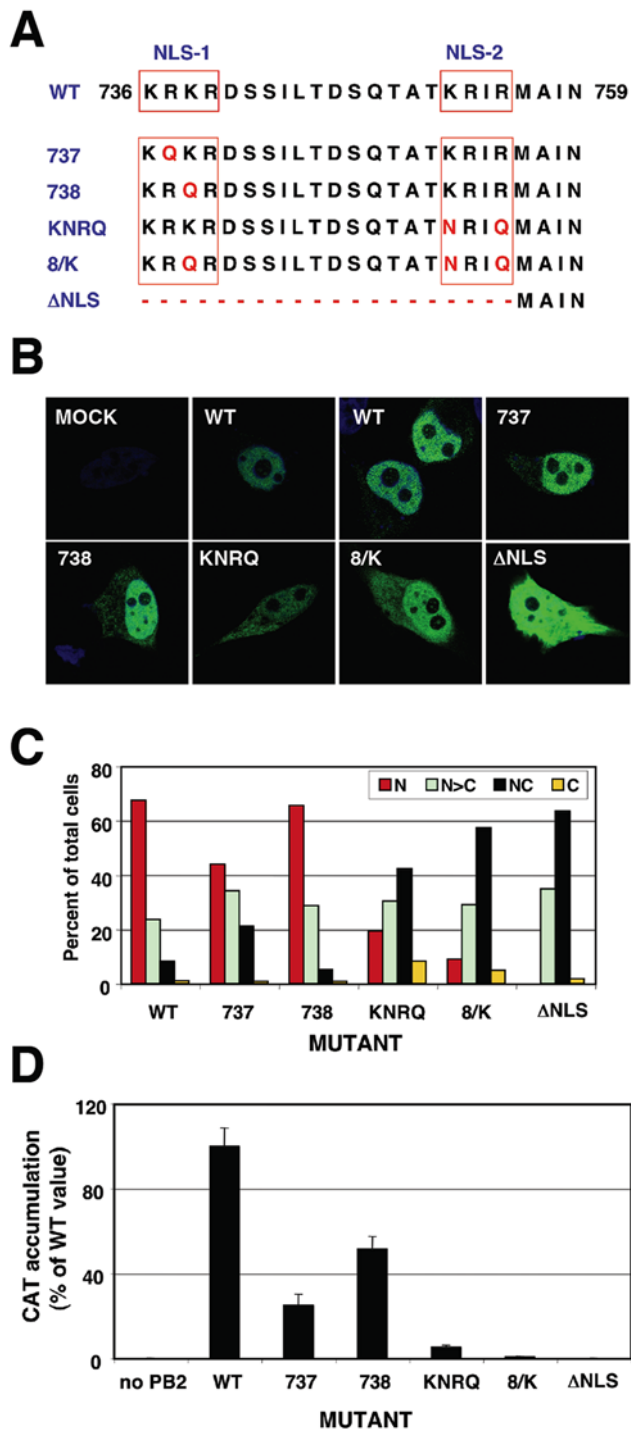 A
NLS-1 NLS-2
WT 736 K R K R D S S I L T D S Q T A T K R I R M A I N 759
737 K Q K R D S S I L T D S Q T A T K R I R M A I N
738 K R Q R D S S I L T D S Q T A T K R I R M A I N
KNRQ K R K R D S S I L T D S Q T A T N R I Q M A I N
8/K K R Q R D S S I L T D S Q T A T N R I Q M A I N
ΔNLS - - - - - - - - - - - - - - - - - - - - M A I N
B
MOCK WT WT 737
738 KNRQ 8/K ΔNLS
C
80
60
40
20
0
Percent of total cells
N N>C NC C
WT 737 738 KNRQ 8/K ΔNLS
MUTANT
D
120
80
40
0
CAT accumulation
(% of WT value)
no PB2 WT 737 738 KNRQ 8/K ΔNLS
MUTANT